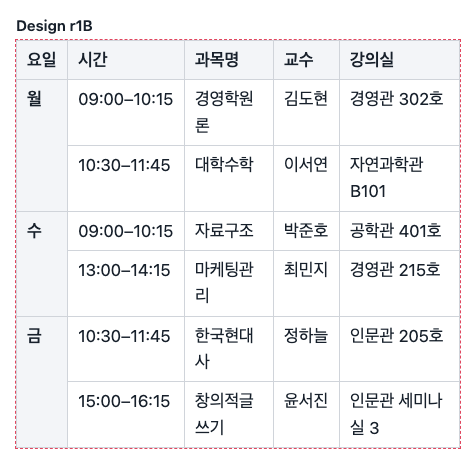 Design r1B
요일 시간 과목명 교수 강의실
월 09:00–10:15 경영학원 김도현 경영관 302호
론
10:30–11:45 대학수학 이서연 자연과학관
B101
수 09:00–10:15 자료구조 박준호 공학관 401호
13:00–14:15 마케팅관 최민지 경영관 215호
리
금 10:30–11:45 한국현대 정하늘 인문관 205호
사
15:00–16:15 창의적글 윤서진 인문관 세미나
쓰기 실 3